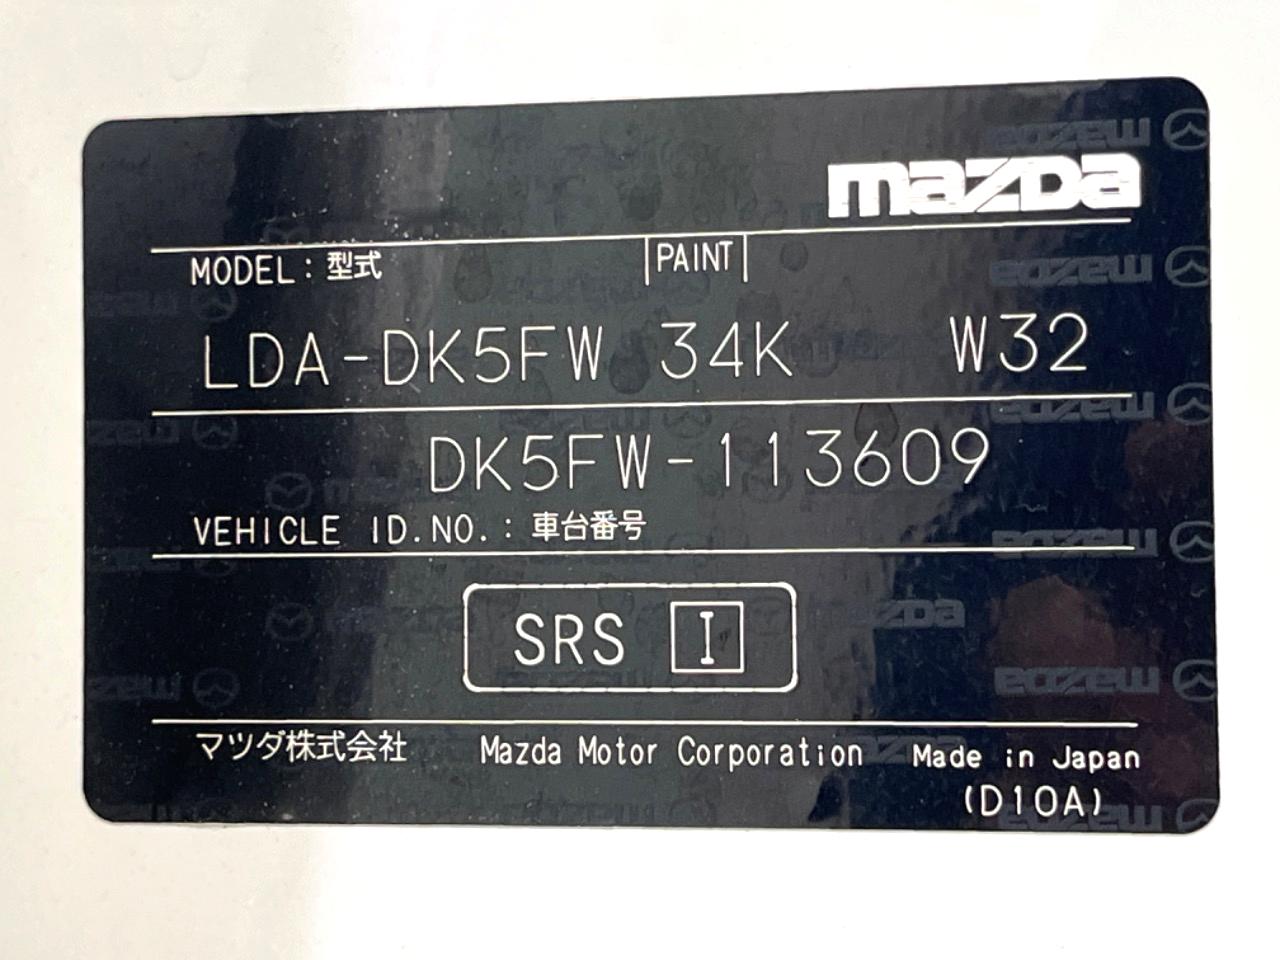 mazda
MODEL: 型式 PAINT
LDA-DK5FW 34K W32
DK5FW-113609
VEHICLE ID.NO.: 車台番号
SRS I
マツダ株式会社 Mazda Motor Corporation Made in Japan
(D10A)